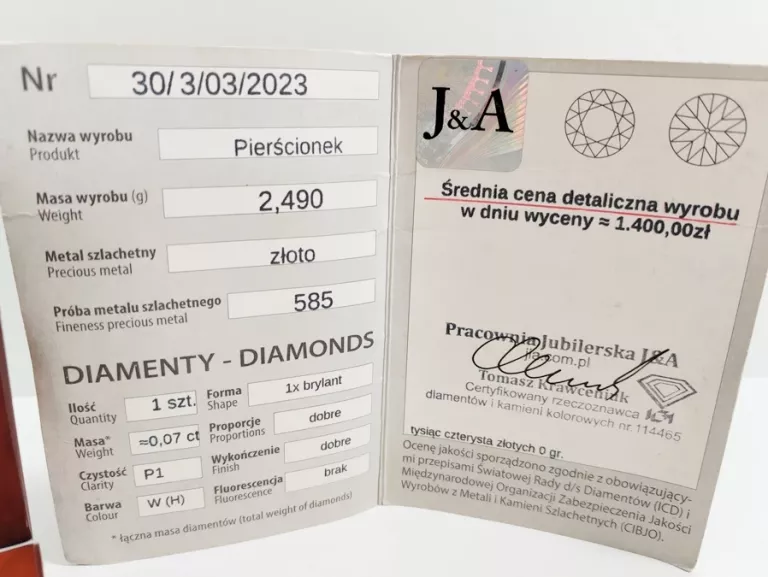 Nr 30/3/03/2023
Nazwa wyrobu
Produkt
Pierścionek
Masa wyrobu (g)
Weight
2,490
Metal szlachetny
Precious metal
złoto
Próba metalu szlachetnego
Fineness precious metal
585
DIAMENTY - DIAMONDS
Ilość
Quantity
1 szt.
Forma
Shape
1x brylant
Masa*
Weight
≈0,07 ct
Proporcje
Proportions
dobre
Czystość
Clarity
P1
Wykończenie
Finish
dobre
Barwa
Colour
W (H)
Fluorescencja
Fluorescence
brak
* łączna masa diamentów (total weight of diamonds)
J&A
Średnia cena detaliczna wyrobu
w dniu wyceny ≈ 1.400,00zł
Pracownia Jubilerska J&A
.com.pl
Tomasz Krawczeniuk
Certyfikowany rzeczoznawca
diamentów i kamieni kolorowych nr. 114465
tysiąc czterysta złotych 0 gr.
Ocenę jakości sporządzono zgodnie z obowiązujący-
mi przepisami Światowej Rady d/s Diamentów (ICD) i
Międzynarodowej Organizacji Zabezpieczenia Jakości
Wyrobów z Metali i Kamieni Szlachetnych (CIBJO).